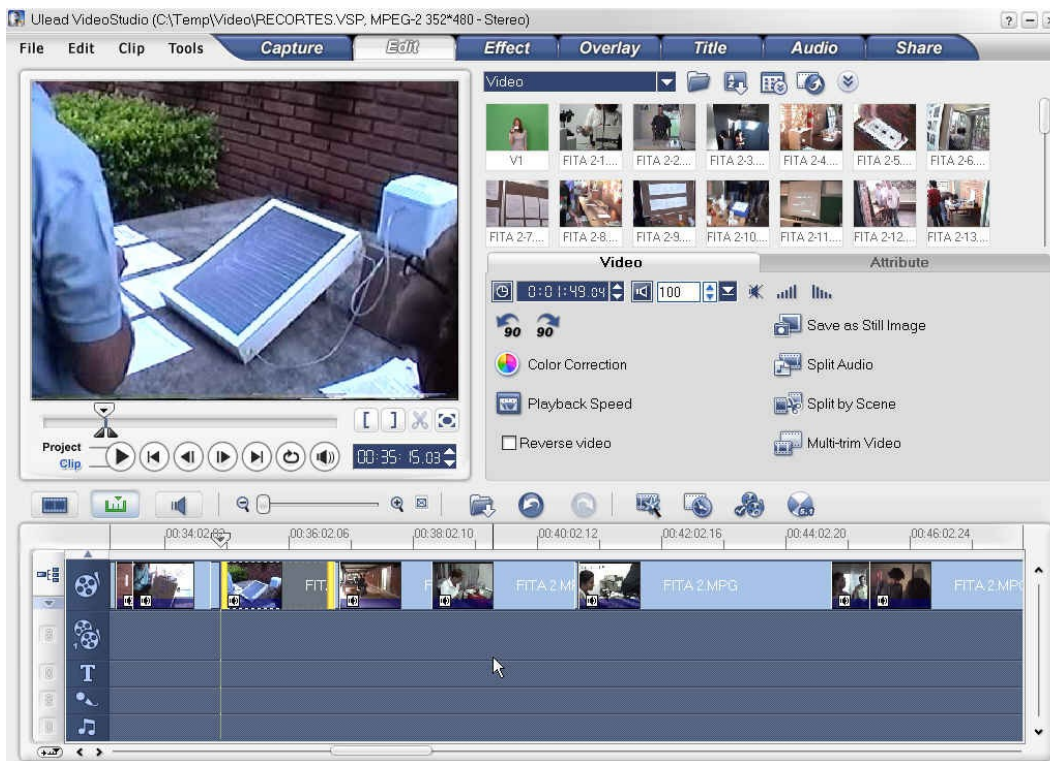 Ulead VideoStudio (C:\Temp\Video\RECORTES.VSP, MPEG-2 352*480 - Stereo)
File Edit Clip Tools Capture Edit Effect Overlay Title Audio Share
Video
V1 FITA 2-1.... FITA 2-2.... FITA 2-3.... FITA 2-4.... FITA 2-5.... FITA 2-6....
FITA 2-7.... FITA 2-8.... FITA 2-9.... FITA 2-10.... FITA 2-11.... FITA 2-12.... FITA 2-13....
Video Attribute
0:01:49.04 100
90 90 Save as Still Image
Color Correction Split Audio
Playback Speed Split by Scene
Reverse video Multi-trim Video
Project
Clip
00:35:15.03
00:36:02.06 00:38:02.10 00:40:02.12 00:42:02.16 00:44:02.20 00:46:02.24
FITA 2.MPG FITA 2.MPG
T